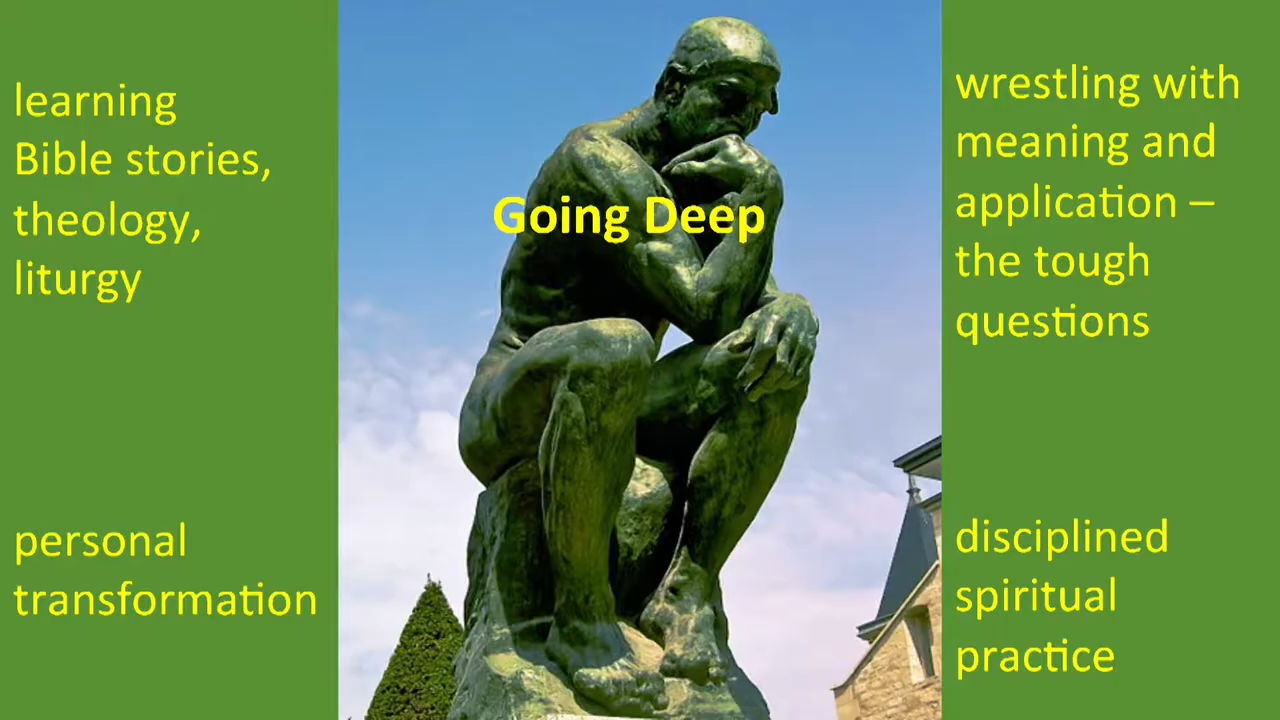 learning
Bible stories,
theology,
liturgy
personal
transformation
Going Deep
wrestling with
meaning and
application –
the tough
questions
disciplined
spiritual
practice